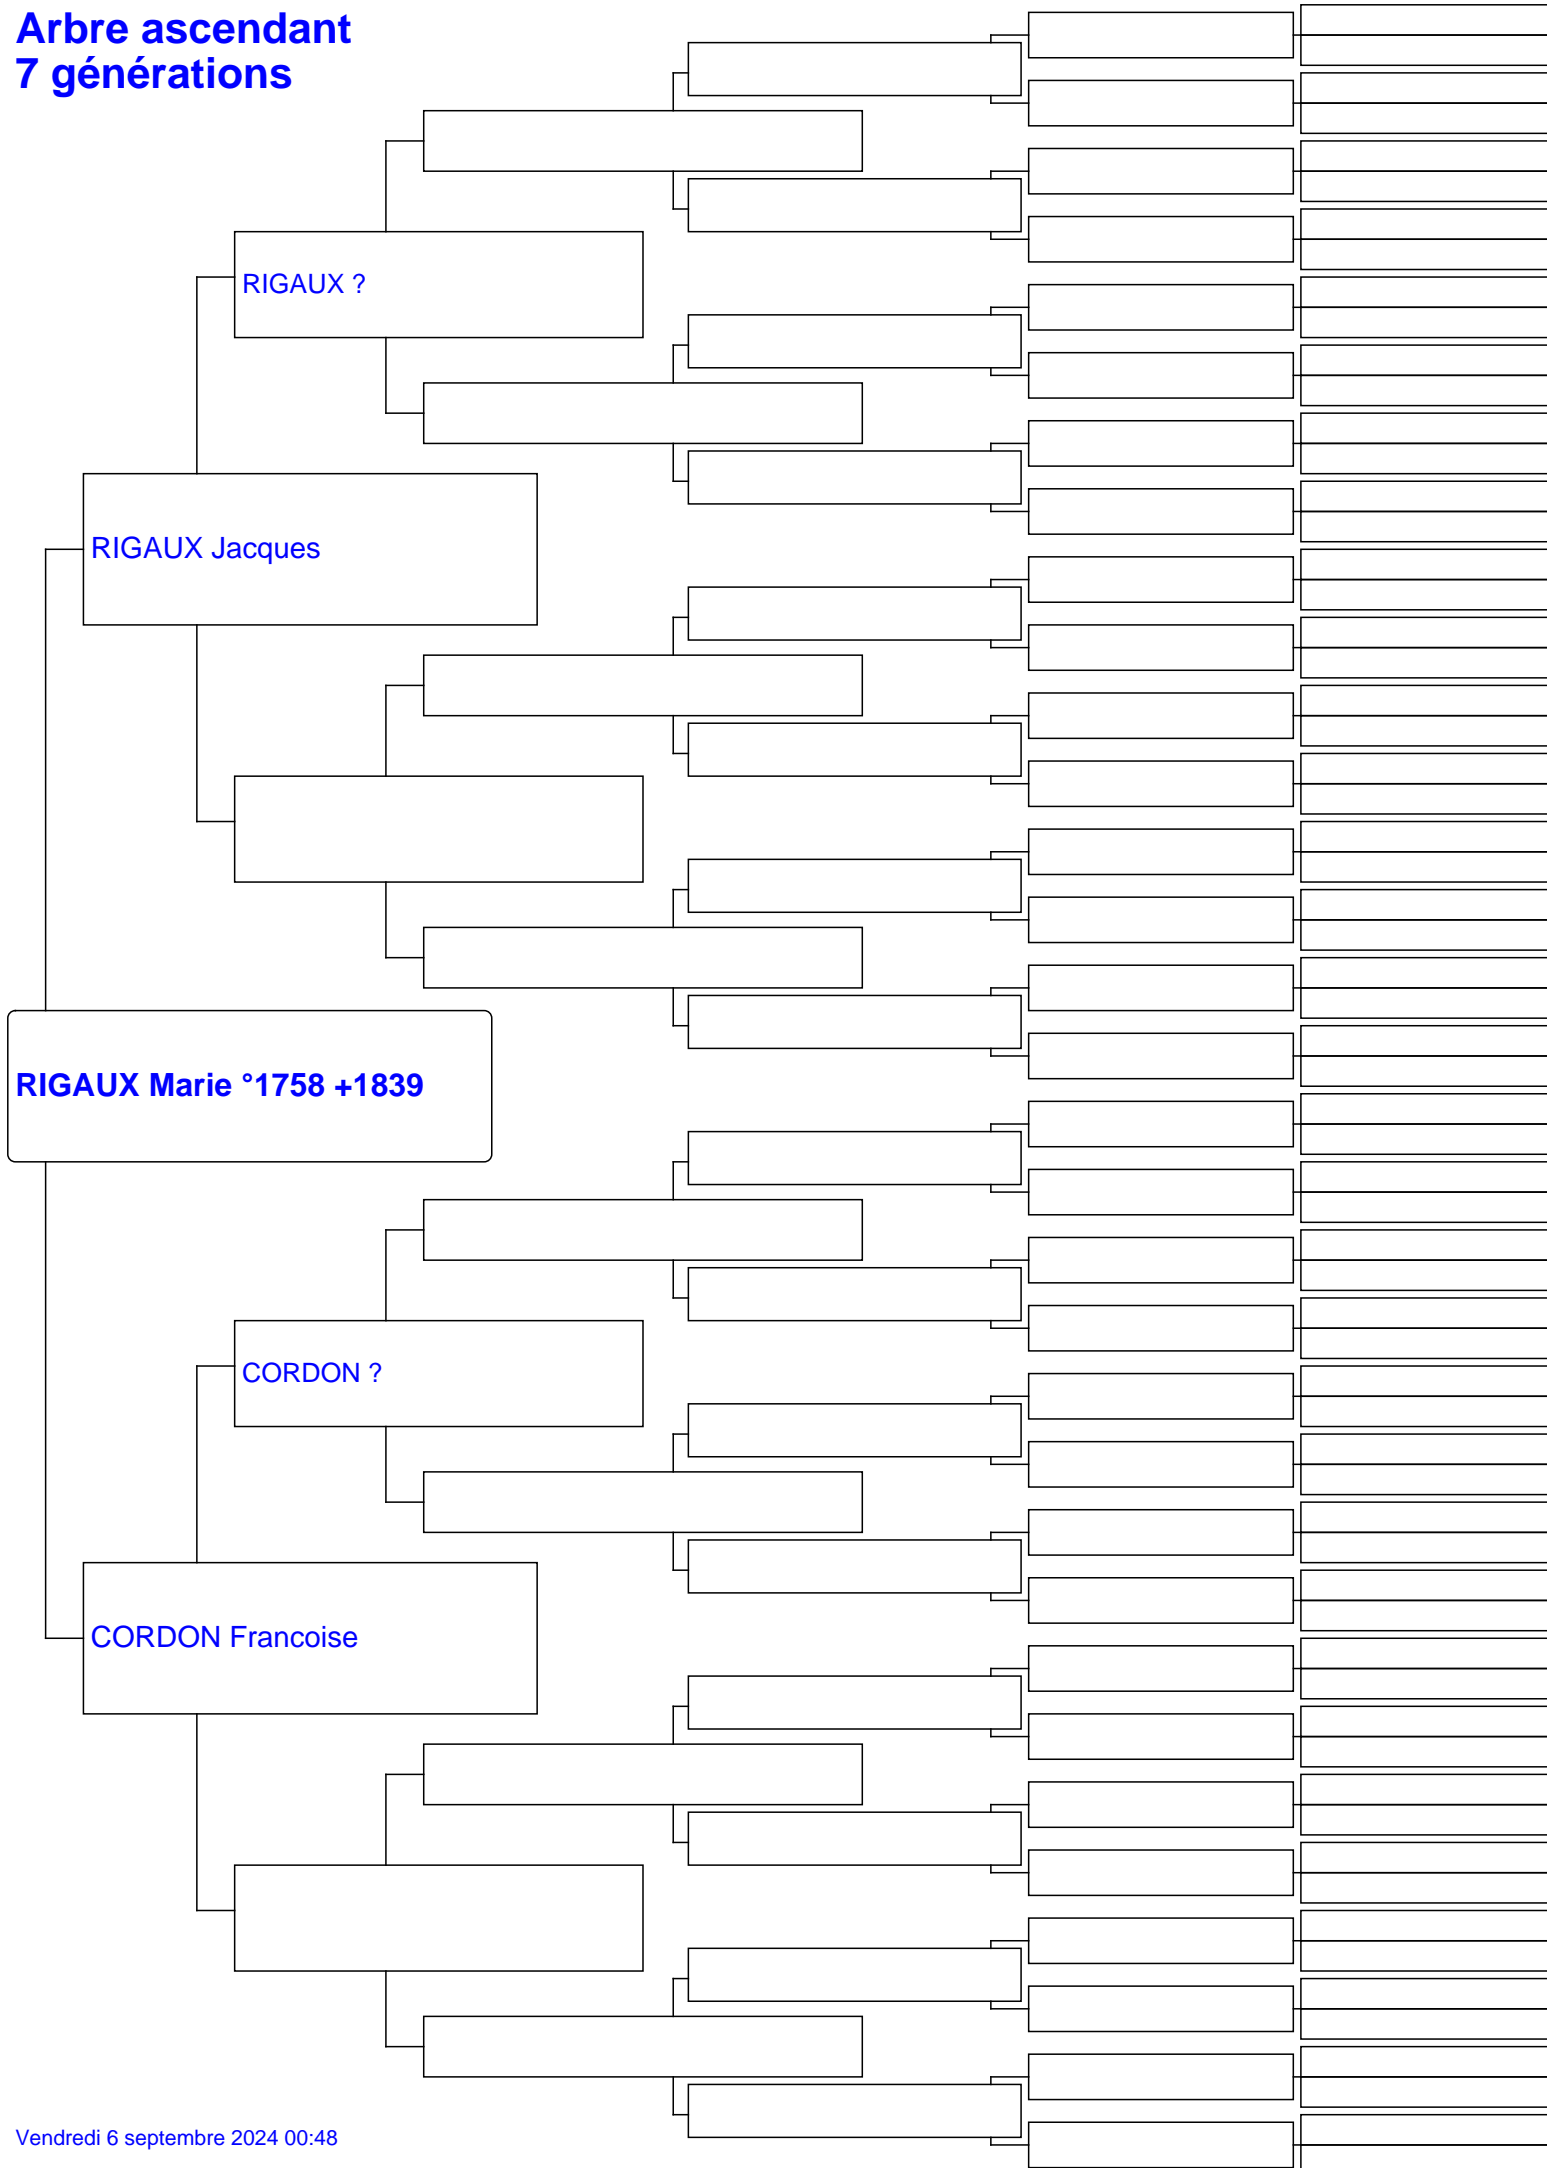 Arbre ascendant
7 générations
RIGAUX ?
RIGAUX Jacques
RIGAUX Marie °1758 +1839
CORDON ?
CORDON Francoise
Vendredi 6 septembre 2024 00:48